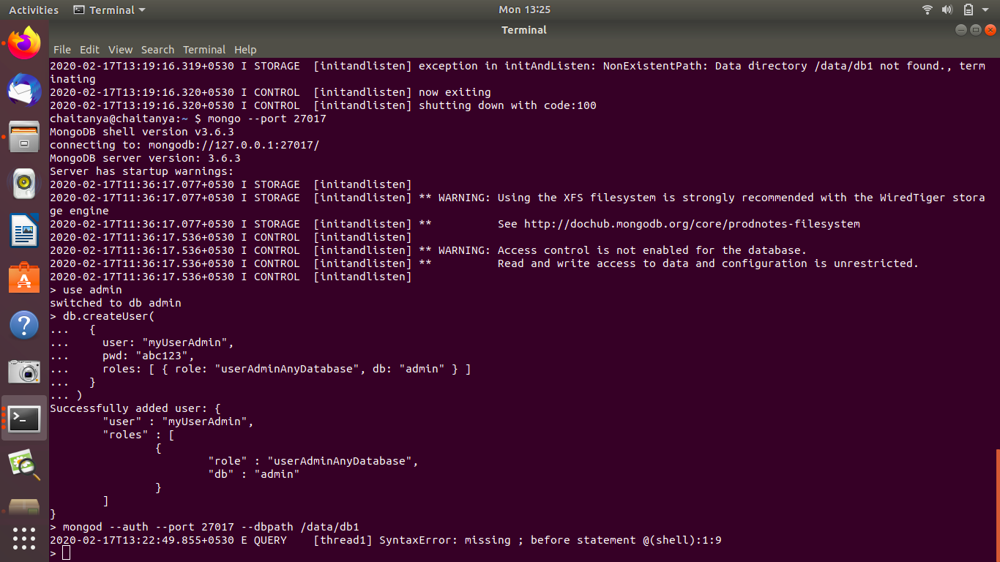 Activities Terminal Mon 13:25
Terminal
File Edit View Search Terminal Help
2020-02-17T13:19:16.319+0530 I STORAGE  [initandlisten] exception in initAndListen: NonExistentPath: Data directory /data/db1 not found., term
inating
2020-02-17T13:19:16.320+0530 I CONTROL  [initandlisten] now exiting
2020-02-17T13:19:16.320+0530 I CONTROL  [initandlisten] shutting down with code:100
chaitanya@chaitanya:~ $ mongo --port 27017
MongoDB shell version v3.6.3
connecting to: mongodb://127.0.0.1:27017/
MongoDB server version: 3.6.3
Server has startup warnings:
2020-02-17T11:36:17.077+0530 I STORAGE  [initandlisten]
2020-02-17T11:36:17.077+0530 I STORAGE  [initandlisten] ** WARNING: Using the XFS filesystem is strongly recommended with the WiredTiger stora
ge engine
2020-02-17T11:36:17.077+0530 I STORAGE  [initandlisten] **          See http://dochub.mongodb.org/core/prodnotes-filesystem
2020-02-17T11:36:17.536+0530 I CONTROL  [initandlisten]
2020-02-17T11:36:17.536+0530 I CONTROL  [initandlisten] ** WARNING: Access control is not enabled for the database.
2020-02-17T11:36:17.536+0530 I CONTROL  [initandlisten] **          Read and write access to data and configuration is unrestricted.
2020-02-17T11:36:17.536+0530 I CONTROL  [initandlisten]
> use admin
switched to db admin
> db.createUser(
...   {
...     user: "myUserAdmin",
...     pwd: "abc123",
...     roles: [ { role: "userAdminAnyDatabase", db: "admin" } ]
...   }
... )
Successfully added user: {
        "user" : "myUserAdmin",
        "roles" : [
                {
                        "role" : "userAdminAnyDatabase",
                        "db" : "admin"
                }
        ]
}
> mongod --auth --port 27017 --dbpath /data/db1
2020-02-17T13:22:49.855+0530 E QUERY    [thread1] SyntaxError: missing ; before statement @(shell):1:9
>